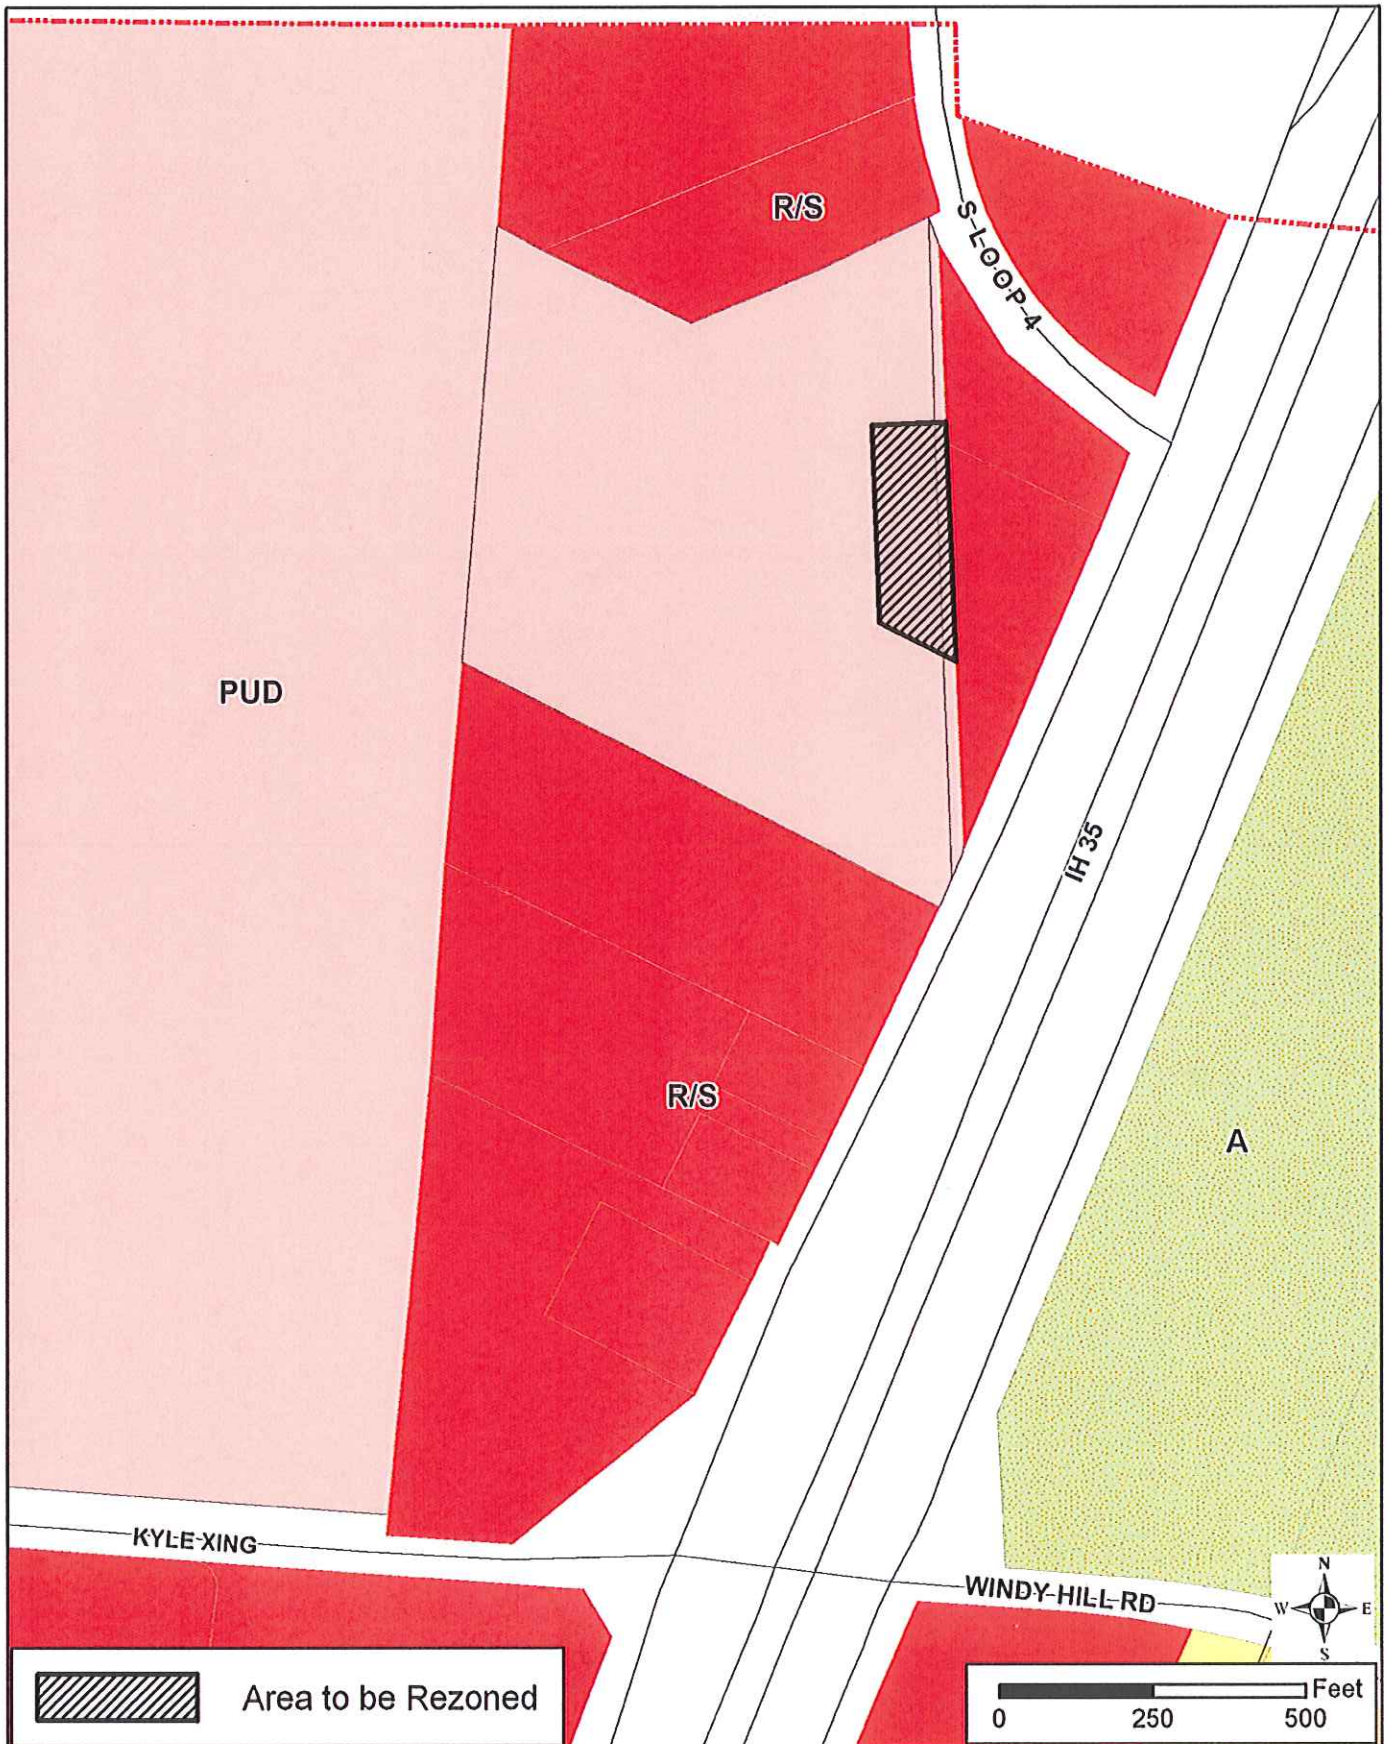 R/S
S LOOP 4
PUD
IH 35
R/S
A
KYLE XING
WINDY HILL RD
N
W E
S
Area to be Rezoned
Feet
0 250 500